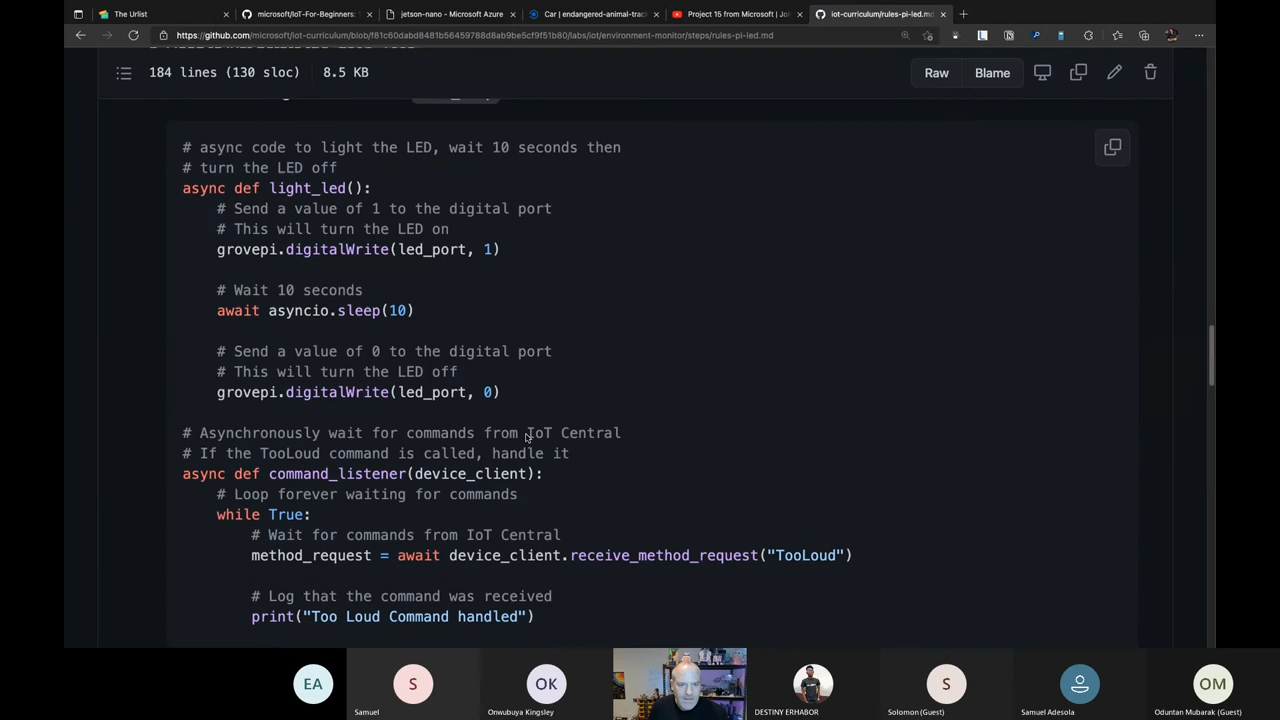 The Urlist
microsoft/IoT-For-Beginners:
jetson-nano - Microsoft Azure
Car | endangered-animal-trac
Project 15 from Microsoft | Joi
iot-curriculum/rules-pi-led.md
https://github.com/microsoft/iot-curriculum/blob/f81c60dabd8481b56459788d8ab9be5cf9f51b80/labs/iot/environment-monitor/steps/rules-pi-led.md
184 lines (130 sloc) 8.5 KB
Raw Blame
# async code to light the LED, wait 10 seconds then
# turn the LED off
async def light_led():
# Send a value of 1 to the digital port
# This will turn the LED on
grovepi.digitalWrite(led_port, 1)
# Wait 10 seconds
await asyncio.sleep(10)
# Send a value of 0 to the digital port
# This will turn the LED off
grovepi.digitalWrite(led_port, 0)
# Asynchronously wait for commands from IoT Central
# If the TooLoud command is called, handle it
async def command_listener(device_client):
# Loop forever waiting for commands
while True:
# Wait for commands from IoT Central
method_request = await device_client.receive_method_request("TooLoud")
# Log that the command was received
print("Too Loud Command handled")
EA
S
OK
S
OM
Samuel
Onwubuya Kingsley
DESTINY ERHABOR
Solomon (Guest)
Samuel Adesola
Oduntan Mubarak (Guest)